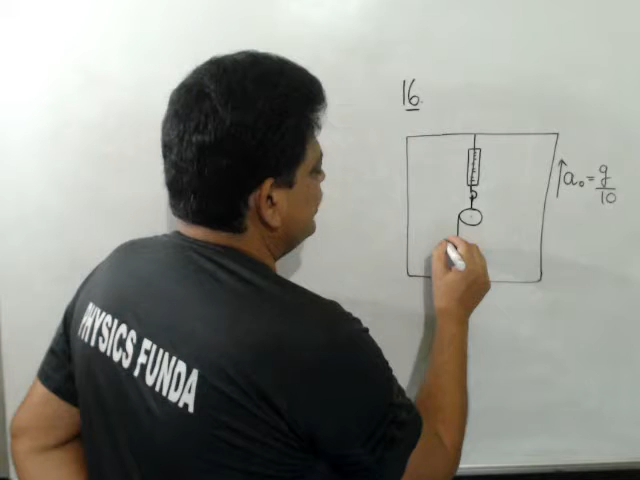 16.
a₀ = g/10
PHYSICS FUNDA